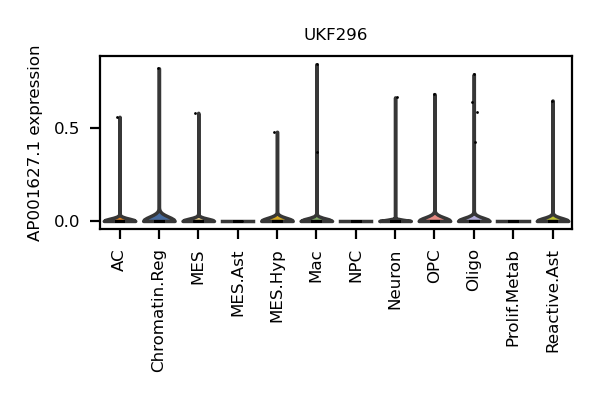 UKF296
AP001627.1 expression
0.5
0.0
AC
Chromatin.Reg
MES
MES.Ast
MES.Hyp
Mac
NPC
Neuron
OPC
Oligo
Prolif.Metab
Reactive.Ast